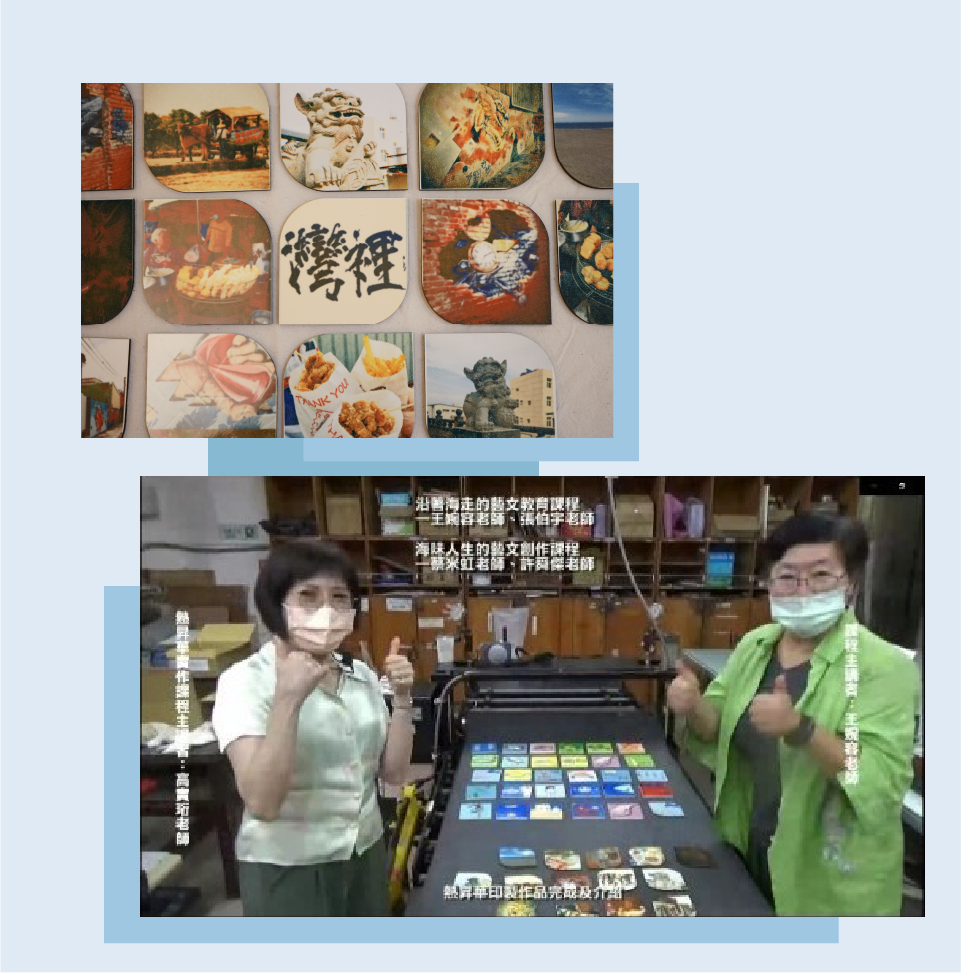 灣裡
THANK YOU!
沿著海走的藝文教育課程
—王婉容老師、張伯宇老師
海味人生的藝文創作課程
—蔡米虹老師、許舜傑老師
熱昇華實作課程主講者：高實珩老師
課程主講者：王婉容老師
熱昇華印製作品完成及介紹